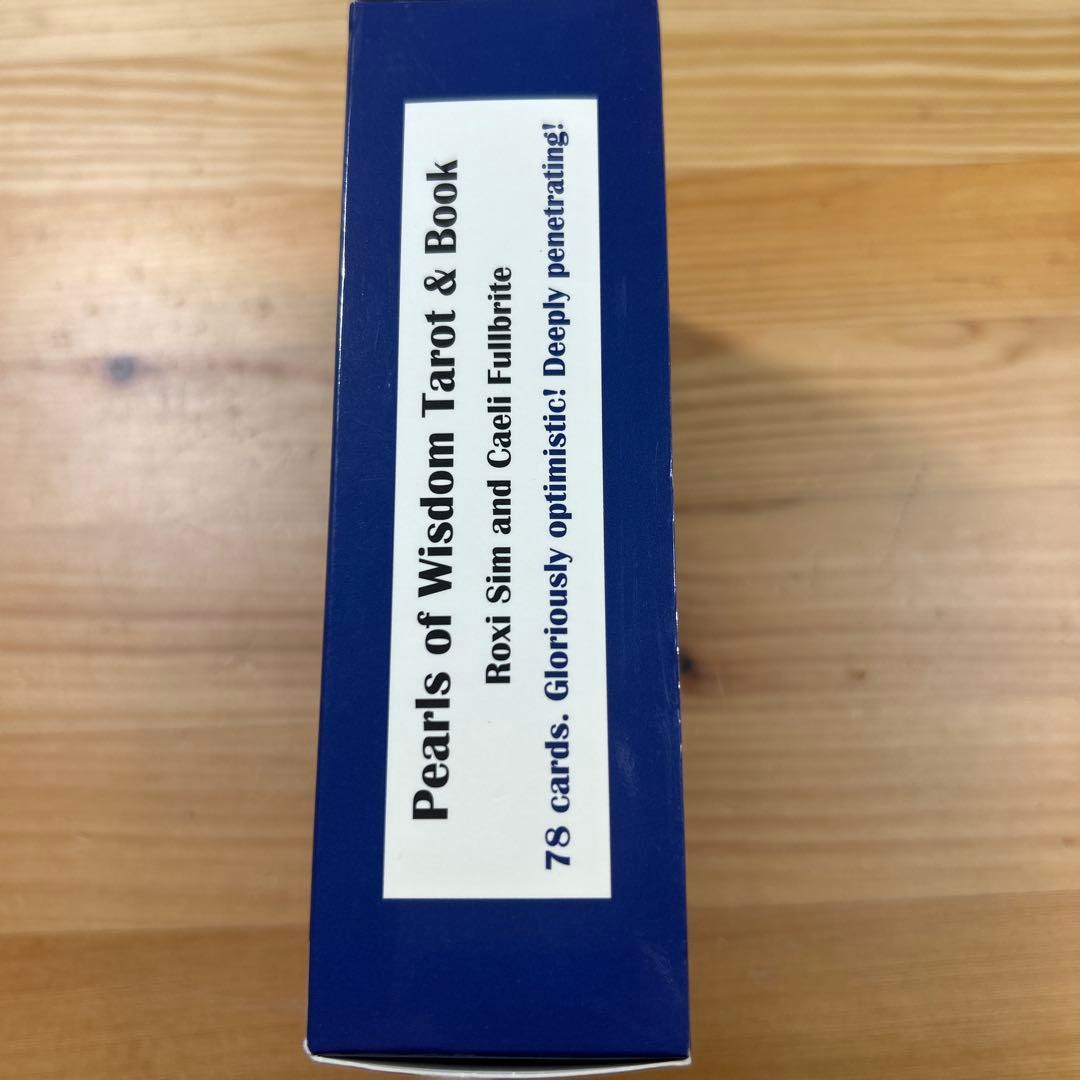 Pearls of Wisdom Tarot & Book
Roxi Sim and Caeli Fullbrite
78 cards. Gloriously optimistic! Deeply penetrating!